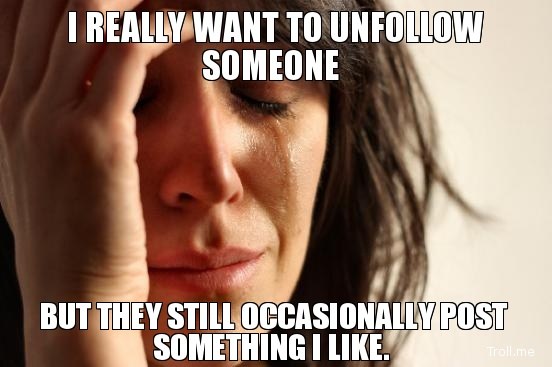 I REALLY WANT TO UNFOLLOW
SOMEONE
BUT THEY STILL OCCASIONALLY POST
SOMETHING I LIKE.
Troll.me